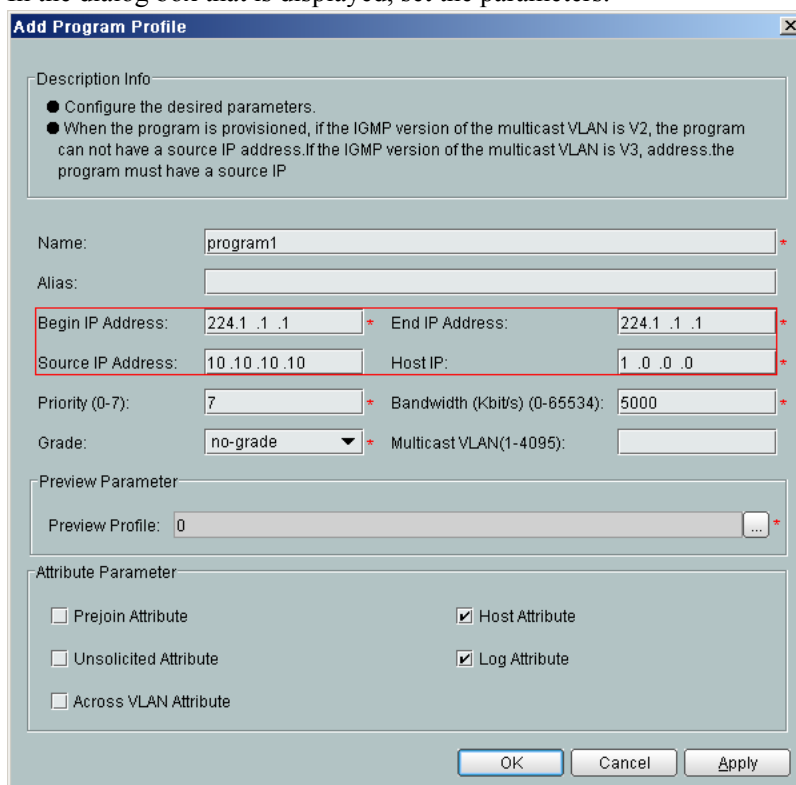 In the dialog box that is displayed, set the parameters.
Add Program Profile
Description Info
● Configure the desired parameters.
● When the program is provisioned, if the IGMP version of the multicast VLAN is V2, the program
can not have a source IP address.If the IGMP version of the multicast VLAN is V3, address.the
program must have a source IP
Name: program1 *
Alias:
Begin IP Address: 224.1 .1 .1 * End IP Address: 224.1 .1 .1 *
Source IP Address: 10.10.10.10 Host IP: 1 .0 .0 .0 *
Priority (0-7): 7 * Bandwidth (Kbit/s) (0-65534): 5000 *
Grade: no-grade * Multicast VLAN(1-4095):
Preview Parameter
Preview Profile: 0 ... *
Attribute Parameter
Prejoin Attribute Host Attribute
Unsolicited Attribute Log Attribute
Across VLAN Attribute
OK Cancel Apply